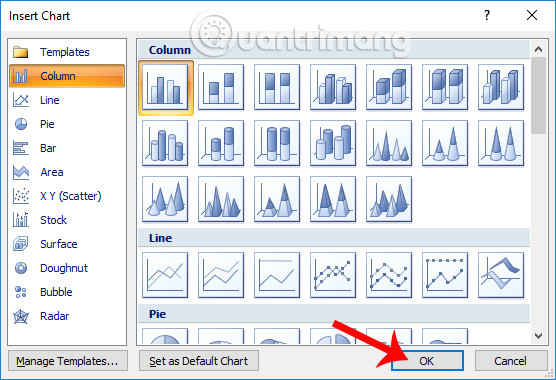 Insert Chart
?
Templates
Column
Line
Pie
Bar
Area
X Y (Scatter)
Stock
Surface
Doughnut
Bubble
Radar
Column
Quantrimang
Line
Pie
Manage Templates...
Set as Default Chart
OK
Cancel